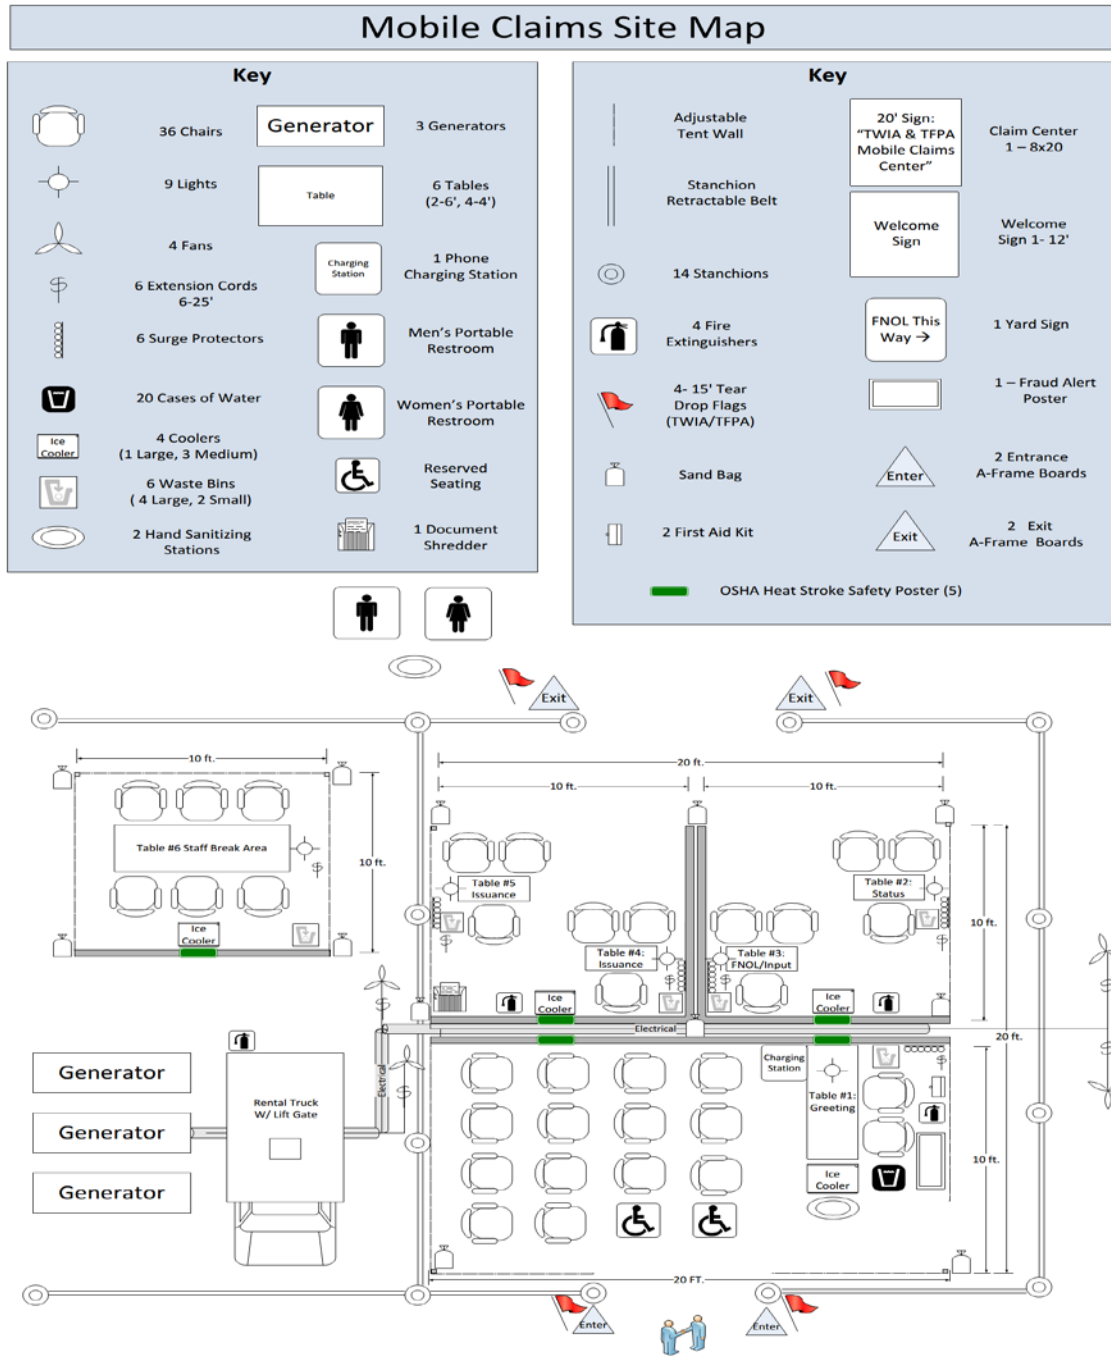 Mobile Claims Site Map
Key
36 Chairs
Generator
3 Generators
9 Lights
Table
6 Tables
(2-6', 4-4')
4 Fans
Charging
Station
1 Phone
Charging Station
6 Extension Cords
6-25'
6 Surge Protectors
Men's Portable
Restroom
20 Cases of Water
Women's Portable
Restroom
Ice
Cooler
4 Coolers
(1 Large, 3 Medium)
Reserved
Seating
6 Waste Bins
( 4 Large, 2 Small)
2 Hand Sanitizing
Stations
1 Document
Shredder
Key
Adjustable
Tent Wall
20' Sign:
"TWIA & TFPA
Mobile Claims
Center"
Claim Center
1 – 8x20
Stanchion
Retractable Belt
Welcome
Sign
Welcome
Sign 1- 12'
14 Stanchions
4 Fire
Extinguishers
FNOL This
Way →
1 Yard Sign
4- 15' Tear
Drop Flags
(TWIA/TFPA)
1 – Fraud Alert
Poster
Sand Bag
Enter
2 Entrance
A-Frame Boards
2 First Aid Kit
Exit
2 Exit
A-Frame Boards
OSHA Heat Stroke Safety Poster (5)
Exit
Exit
10 ft.
20 ft.
10 ft.
10 ft.
Table #6 Staff Break Area
10 ft.
Ice
Cooler
Table #5
Issuance
Table #2:
Status
10 ft.
Table #4:
Issuance
Table #3:
FNOL/Input
Ice
Cooler
Ice
Cooler
Electrical
20 ft.
Generator
Generator
Generator
Rental Truck
W/ Lift Gate
Electrical
Charging
Station
Table #1:
Greeting
10 ft.
Ice
Cooler
20 FT.
Enter
Enter